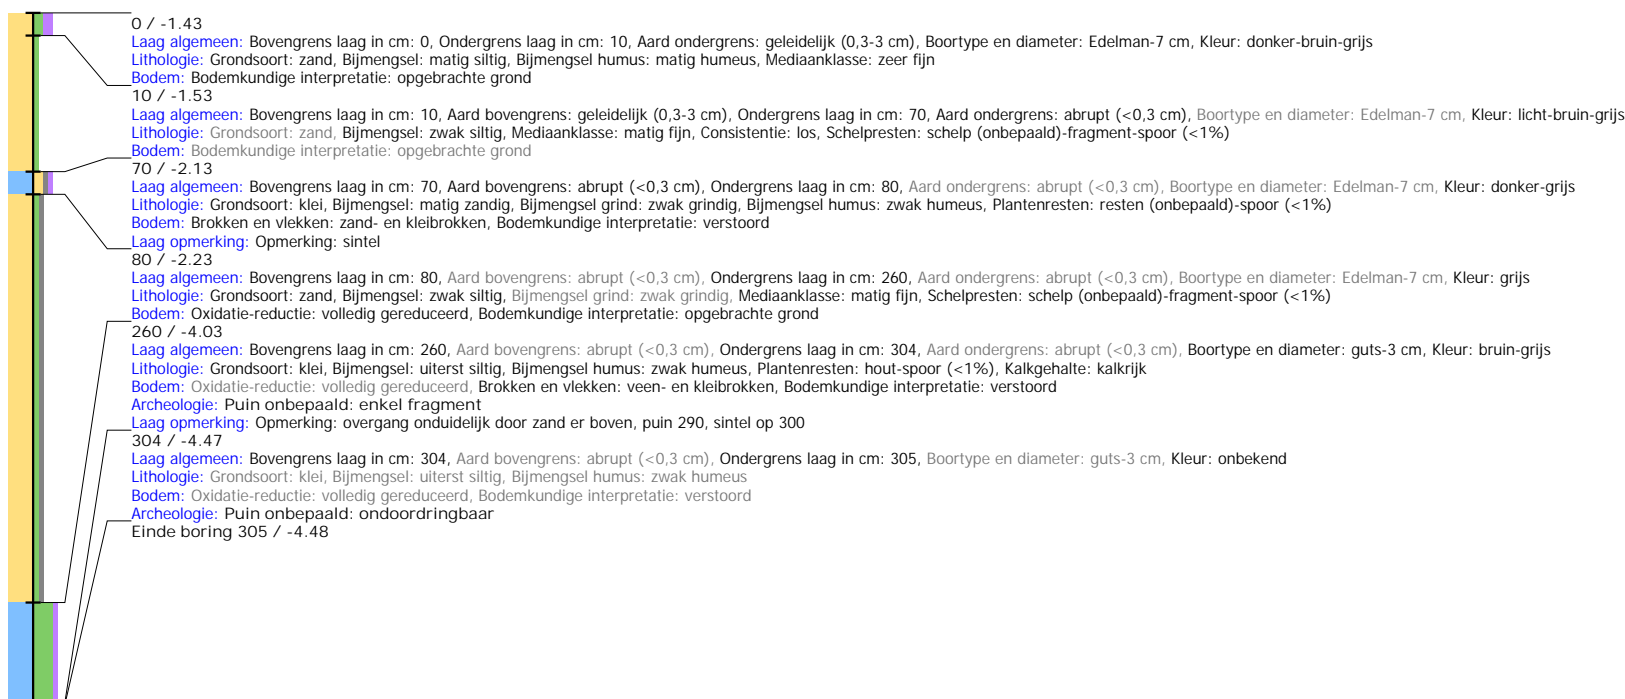 0 / -1.43
Laag algemeen: Bovengrens laag in cm: 0, Ondergrens laag in cm: 10, Aard ondergrens: geleidelijk (0,3-3 cm), Boortype en diameter: Edelman-7 cm, Kleur: donker-bruin-grijs
Lithologie: Grondsoort: zand, Bijmengsel: matig siltig, Bijmengsel humus: matig humeus, Mediaanklasse: zeer fijn
Bodem: Bodemkundige interpretatie: opgebrachte grond
10 / -1.53
Laag algemeen: Bovengrens laag in cm: 10, Aard bovengrens: geleidelijk (0,3-3 cm), Ondergrens laag in cm: 70, Aard ondergrens: abrupt (<0,3 cm), Boortype en diameter: Edelman-7 cm, Kleur: licht-bruin-grijs
Lithologie: Grondsoort: zand, Bijmengsel: zwak siltig, Mediaanklasse: matig fijn, Consistentie: los, Schelpresten: schelp (onbepaald)-fragment-spoor (<1%)
Bodem: Bodemkundige interpretatie: opgebrachte grond
70 / -2.13
Laag algemeen: Bovengrens laag in cm: 70, Aard bovengrens: abrupt (<0,3 cm), Ondergrens laag in cm: 80, Aard ondergrens: abrupt (<0,3 cm), Boortype en diameter: Edelman-7 cm, Kleur: donker-grijs
Lithologie: Grondsoort: klei, Bijmengsel: matig zandig, Bijmengsel grind: zwak grindig, Bijmengsel humus: zwak humeus, Plantenresten: resten (onbepaald)-spoor (<1%)
Bodem: Brokken en vlekken: zand- en kleibrokken, Bodemkundige interpretatie: verstoord
Laag opmerking: Opmerking: sintel
80 / -2.23
Laag algemeen: Bovengrens laag in cm: 80, Aard bovengrens: abrupt (<0,3 cm), Ondergrens laag in cm: 260, Aard ondergrens: abrupt (<0,3 cm), Boortype en diameter: Edelman-7 cm, Kleur: grijs
Lithologie: Grondsoort: zand, Bijmengsel: zwak siltig, Bijmengsel grind: zwak grindig, Mediaanklasse: matig fijn, Schelpresten: schelp (onbepaald)-fragment-spoor (<1%)
Bodem: Oxidatie-reductie: volledig gereduceerd, Bodemkundige interpretatie: opgebrachte grond
260 / -4.03
Laag algemeen: Bovengrens laag in cm: 260, Aard bovengrens: abrupt (<0,3 cm), Ondergrens laag in cm: 304, Aard ondergrens: abrupt (<0,3 cm), Boortype en diameter: guts-3 cm, Kleur: bruin-grijs
Lithologie: Grondsoort: klei, Bijmengsel: uiterst siltig, Bijmengsel humus: zwak humeus, Plantenresten: hout-spoor (<1%), Kalkgehalte: kalkrijk
Bodem: Oxidatie-reductie: volledig gereduceerd, Brokken en vlekken: veen- en kleibrokken, Bodemkundige interpretatie: verstoord
Archeologie: Puin onbepaald: enkel fragment
Laag opmerking: Opmerking: overgang onduidelijk door zand er boven, puin 290, sintel op 300
304 / -4.47
Laag algemeen: Bovengrens laag in cm: 304, Aard bovengrens: abrupt (<0,3 cm), Ondergrens laag in cm: 305, Boortype en diameter: guts-3 cm, Kleur: onbekend
Lithologie: Grondsoort: klei, Bijmengsel: uiterst siltig, Bijmengsel humus: zwak humeus
Bodem: Oxidatie-reductie: volledig gereduceerd, Bodemkundige interpretatie: verstoord
Archeologie: Puin onbepaald: ondoordringbaar
Einde boring 305 / -4.48